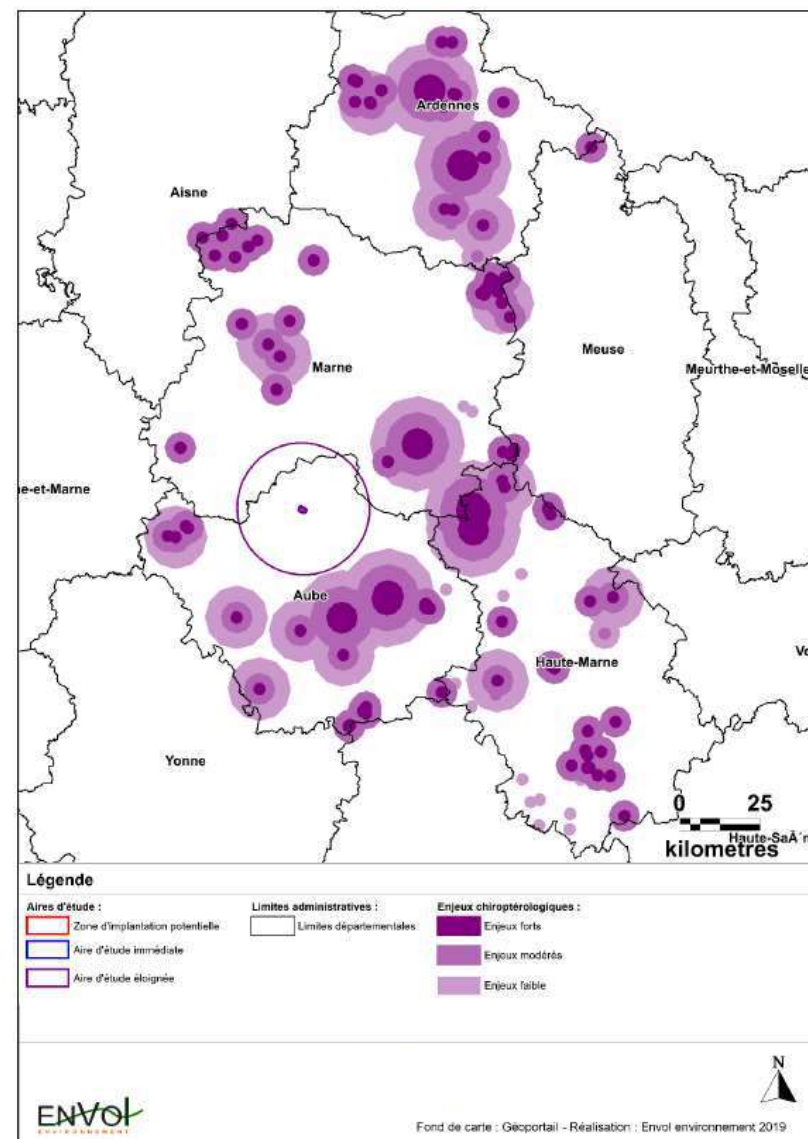 Ardennes
Aisne
Meuse
Marne
Meurthe-et-Moselle
ne-et-Marne
Aube
Vo
Haute-Marne
Yonne
0 25
kilometres
Haute-SaÃ´n
Légende
Aires d'étude :
Zone d'implantation potentielle
Aire d'étude immédiate
Aire d'étude éloignée
Limites administratives :
Limites départementales
Enjeux chiroptérologiques :
Enjeux forts
Enjeux modérés
Enjeux faible
N
ENVOl
ENVIRONNEMENT
Fond de carte : Géoportail - Réalisation : Envol environnement 2019